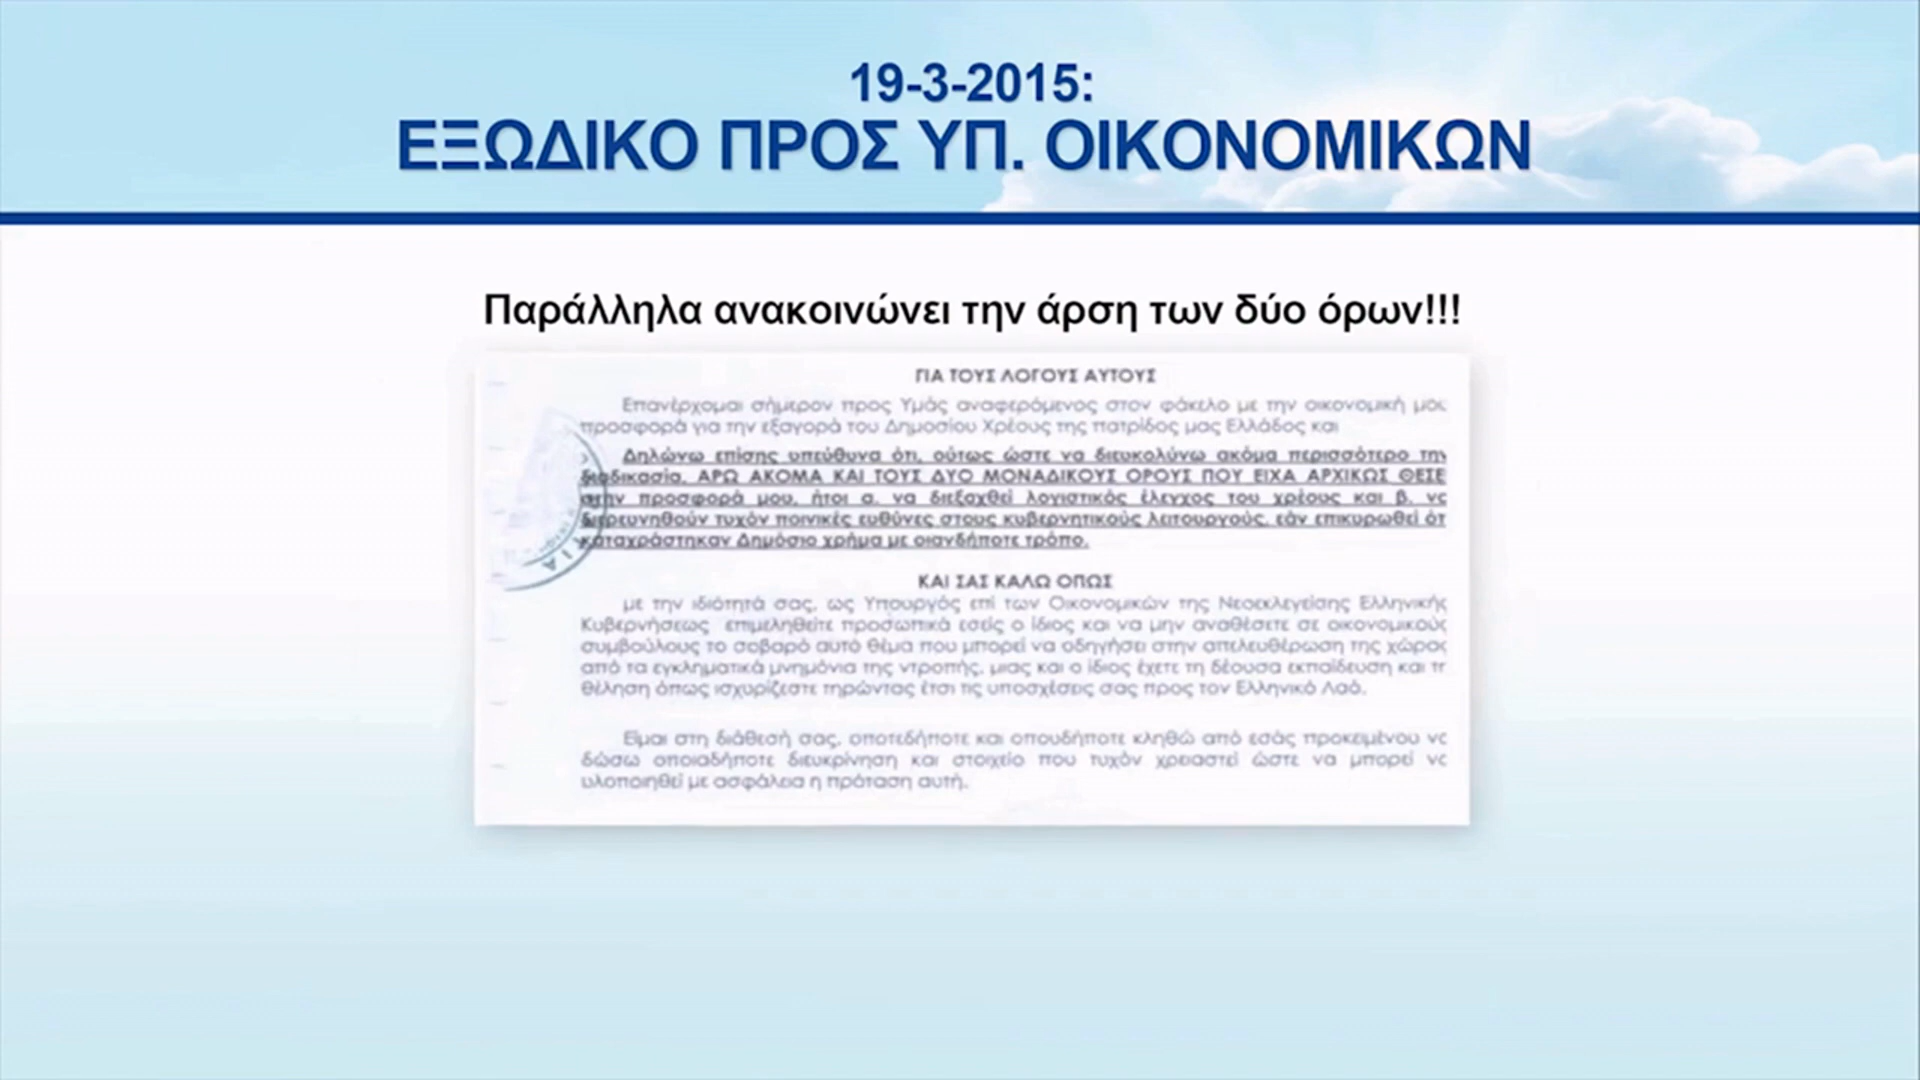 19-3-2015:
ΕΞΩΔΙΚΟ ΠΡΟΣ ΥΠ. ΟΙΚΟΝΟΜΙΚΩΝ
Παράλληλα ανακοινώνει την άρση των δύο όρων!!!
ΓΙΑ ΤΟΥΣ ΛΟΓΟΥΣ ΑΥΤΟΥΣ
Επανέρχομαι σήμερον προς Υμάς αναφερόμενος στον φάκελο με την οικονομική μου
προσφορά για την εξαγορά του Δημοσίου Χρέους της πατρίδος μας Ελλάδος και
Δηλώνω επίσης υπεύθυνα ότι, ούτως ώστε να διευκολύνω ακόμα περισσότερο την
διαδικασία, ΑΡΩ ΑΚΟΜΑ ΚΑΙ ΤΟΥΣ ΔΥΟ ΜΟΝΑΔΙΚΟΥΣ ΟΡΟΥΣ ΠΟΥ ΕΙΧΑ ΑΡΧΙΚΩΣ ΘΕΣΕ
στην προσφορά μου, ήτοι α. να διεξαχθεί λογιστικός έλεγχος του χρέους και β. να
διερευνηθούν τυχόν ποινικές ευθύνες στους κυβερνητικούς λειτουργούς, εάν επικυρωθεί ότ
καταχράστηκαν Δημόσιο χρήμα με οιανδήποτε τρόπο.
ΚΑΙ ΣΑΣ ΚΑΛΩ ΟΠΩΣ
με την ιδιότητά σας, ως Υπουργός επί των Οικονομικών της Νεοεκλεγείσης Ελληνικής
Κυβερνήσεως επιμεληθείτε προσωπικά εσείς ο ίδιος και να μην αναθέσετε σε οικονομικούς
συμβούλους το σοβαρό αυτό θέμα που μπορεί να οδηγήσει στην απελευθέρωση της χώρας
από τα εγκληματικά μνημόνια της ντροπής, μιας και ο ίδιος έχετε τη δέουσα εκπαίδευση και τη
θέληση όπως ισχυρίζεστε τηρώντας έτσι τις υποσχέσεις σας προς τον Ελληνικό Λαό.
Είμαι στη διάθεσή σας, οποτεδήποτε και οπουδήποτε κληθώ από εσάς προκειμένου να
δώσω οποιαδήποτε διευκρίνηση και στοιχείο που τυχόν χρειαστεί ώστε να μπορεί να
υλοποιηθεί με ασφάλεια η πρόταση αυτή.